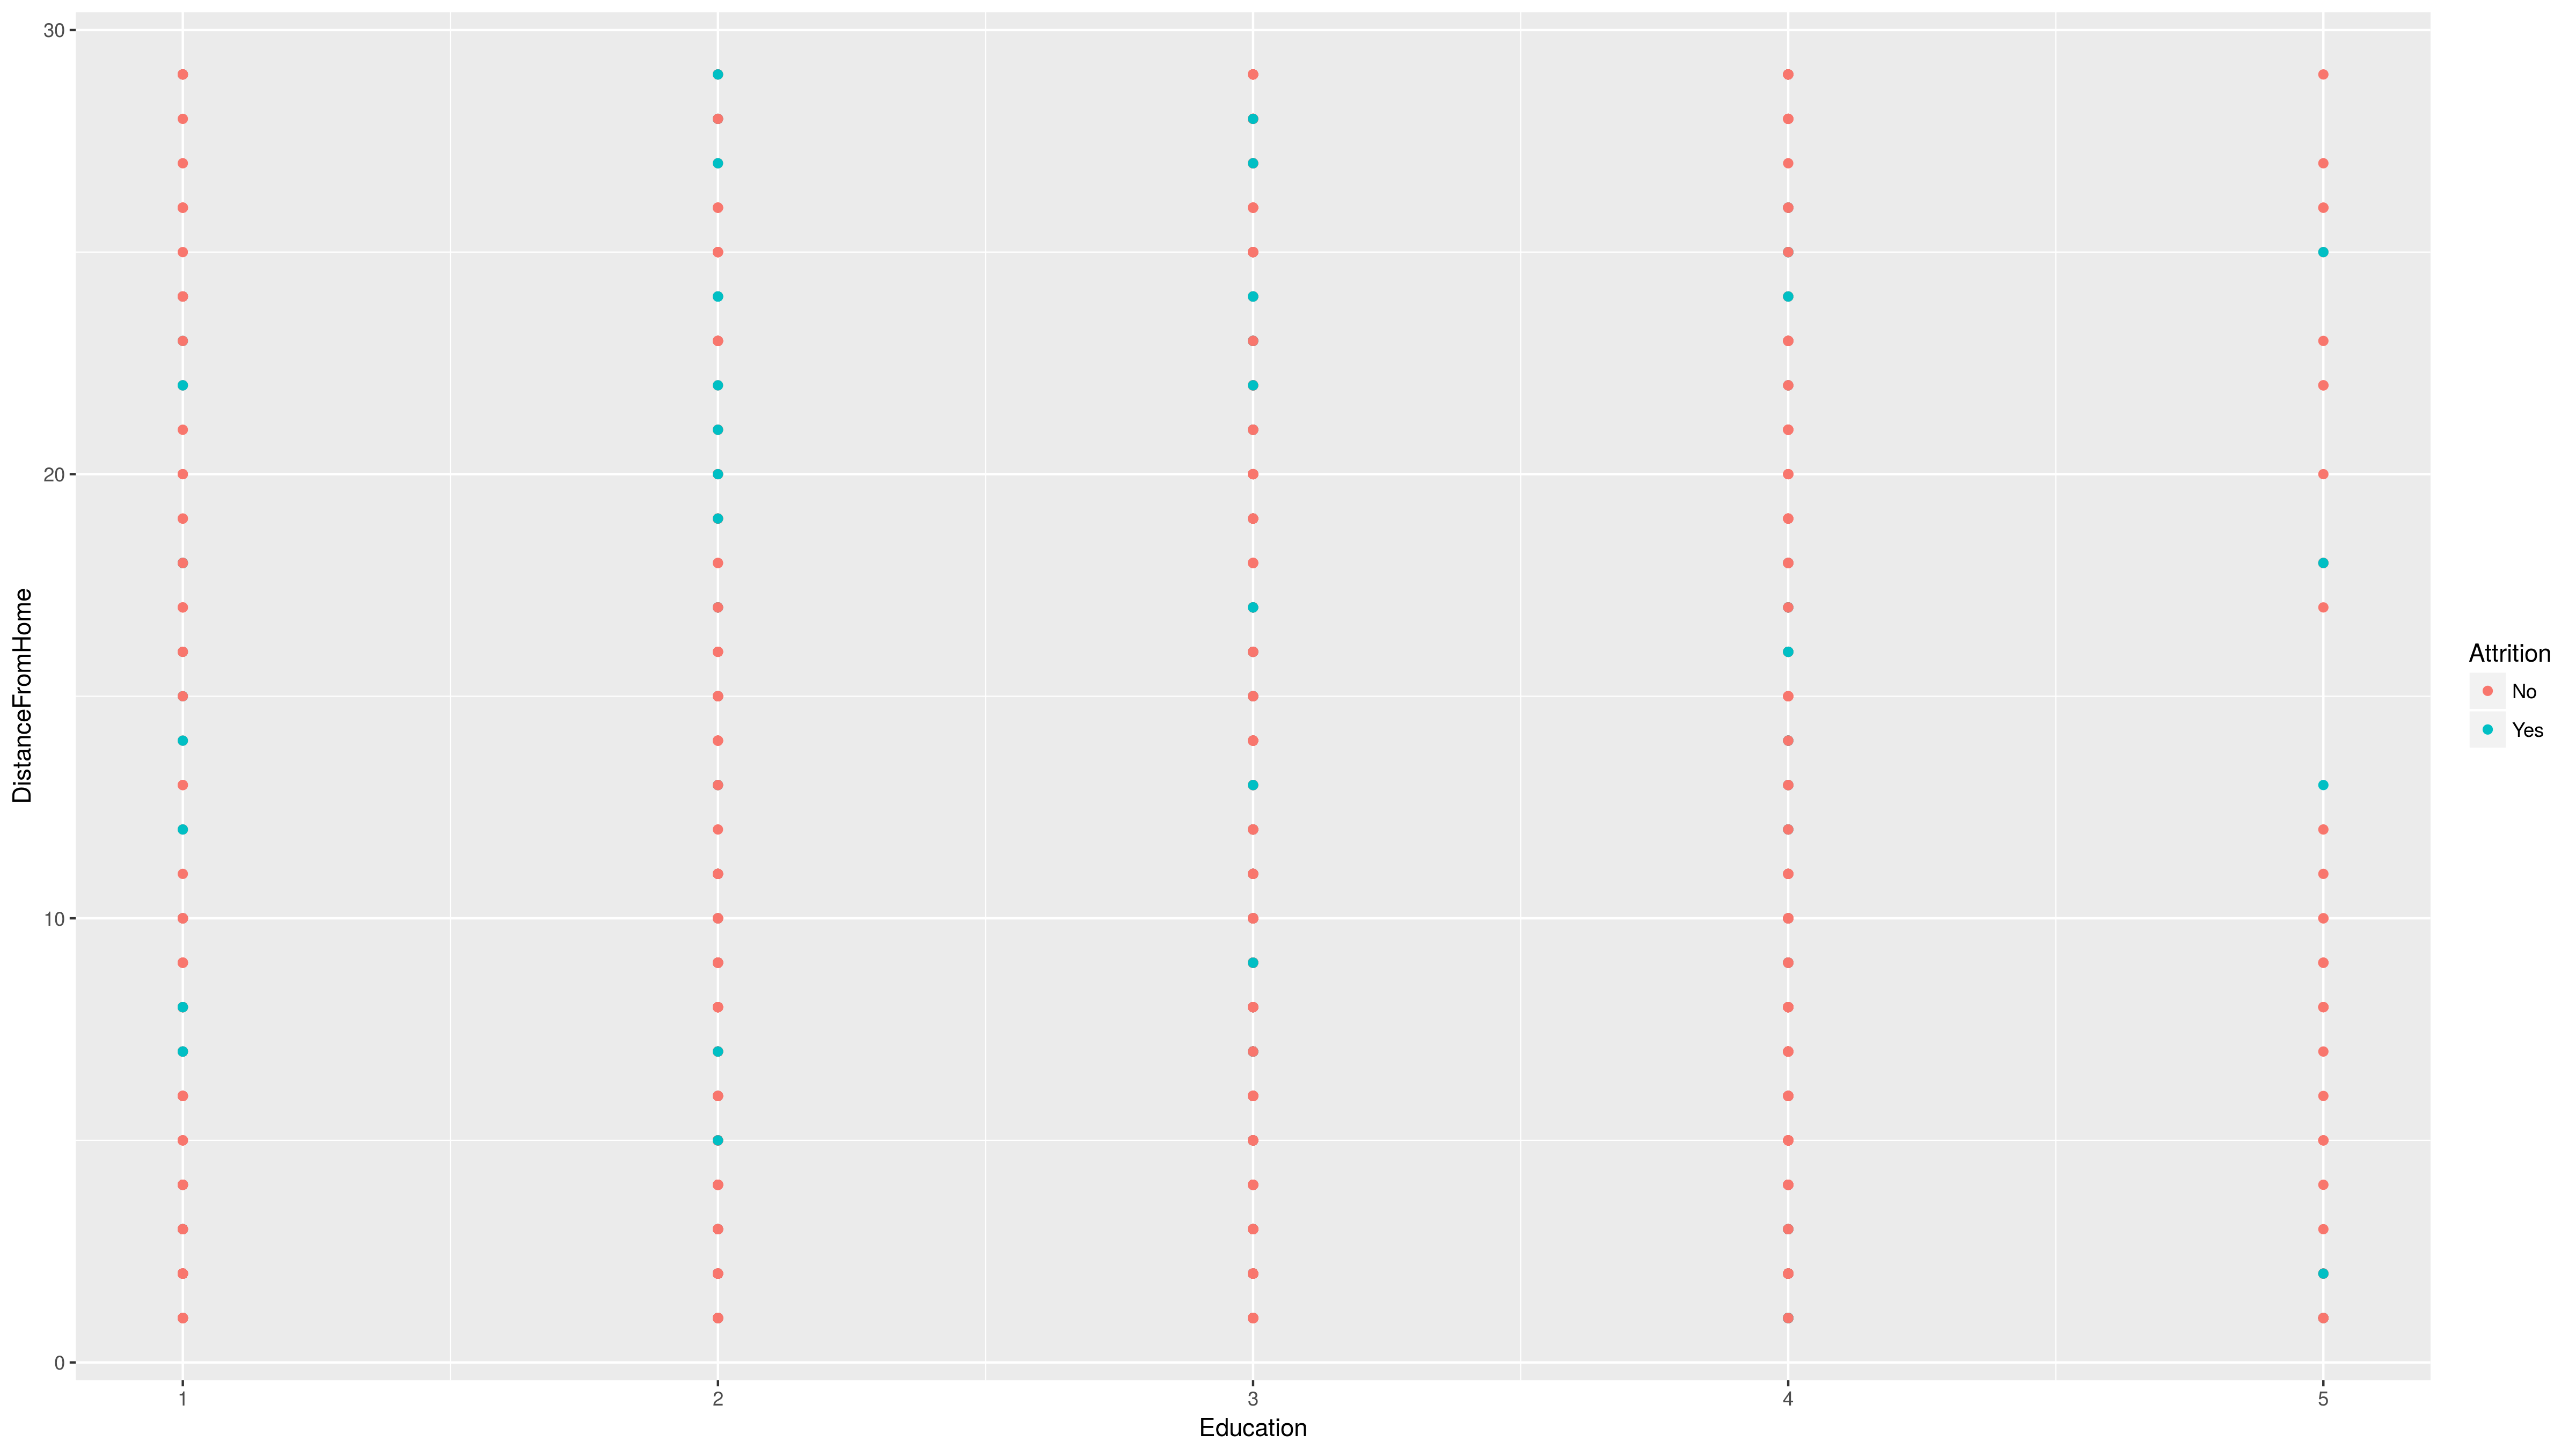 30
20
10
0
DistanceFromHome
1 2 3 4 5
Education
Attrition
No
Yes